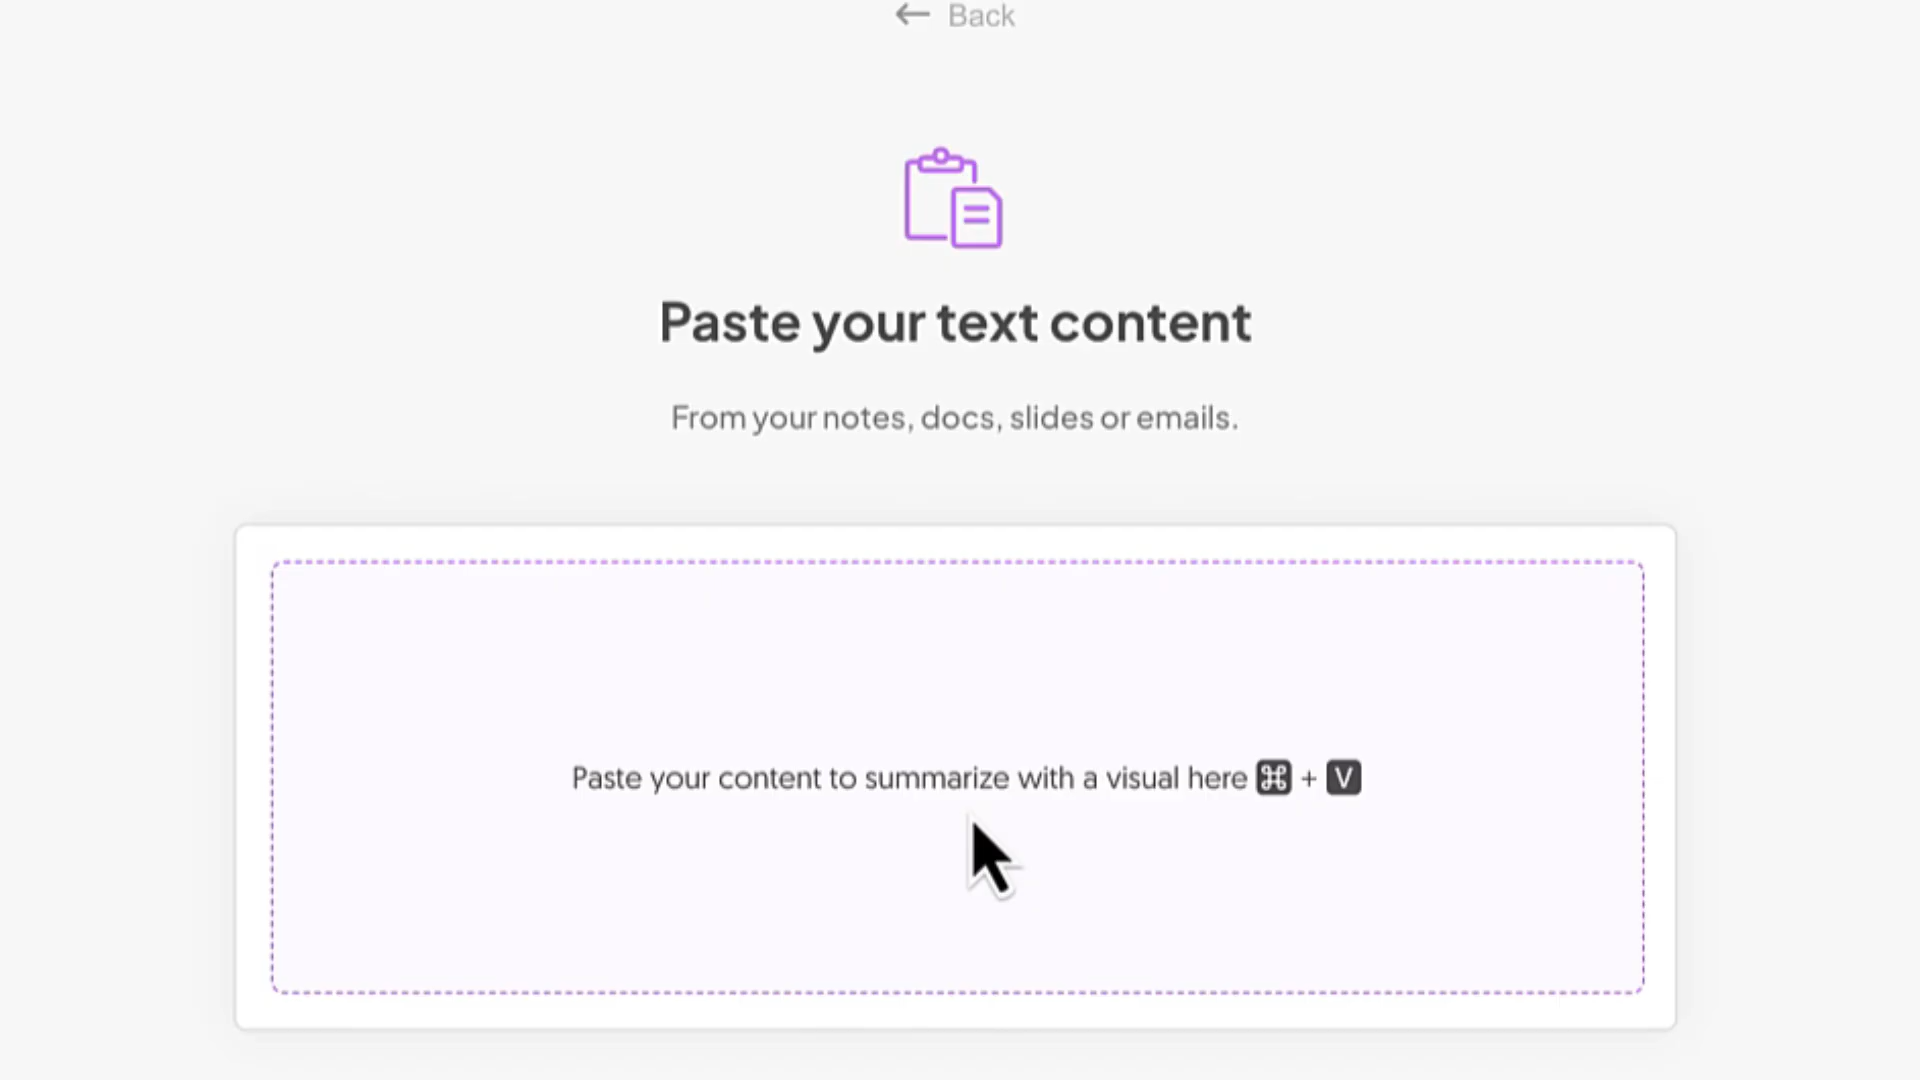 ← Back
Paste your text content
From your notes, docs, slides or emails.
Paste your content to summarize with a visual here ⌘ + V